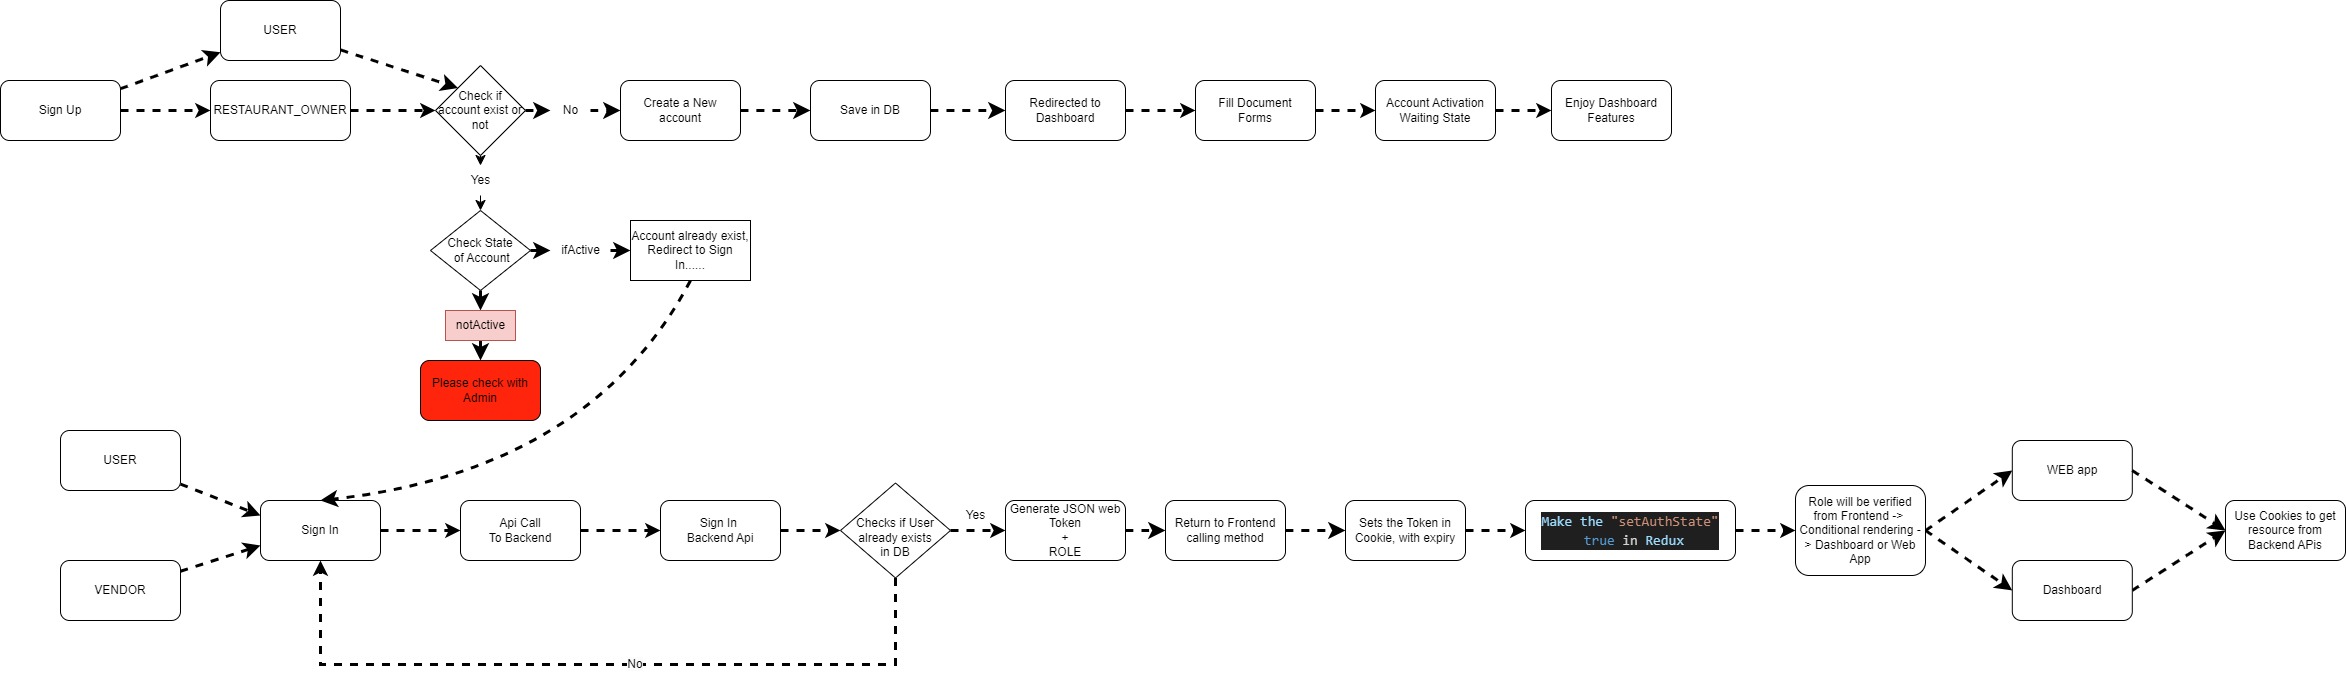 USER
Sign Up
RESTAURANT_OWNER
Check if
account exist or
not
No
Create a New
account
Save in DB
Redirected to
Dashboard
Fill Document
Forms
Account Activation
Waiting State
Enjoy Dashboard
Features
Yes
Check State
of Account
ifActive
Account already exist,
Redirect to Sign
In......
notActive
Please check with
Admin
USER
VENDOR
Sign In
Api Call
To Backend
Sign In
Backend Api
Checks if User
already exists
in DB
Yes
No
Generate JSON web
Token
+
ROLE
Return to Frontend
calling method
Sets the Token in
Cookie, with expiry
Make the "setAuthState"
true in Redux
Role will be verified
from Frontend ->
Conditional rendering -
> Dashboard or Web
App
WEB app
Dashboard
Use Cookies to get
resource from
Backend APIs